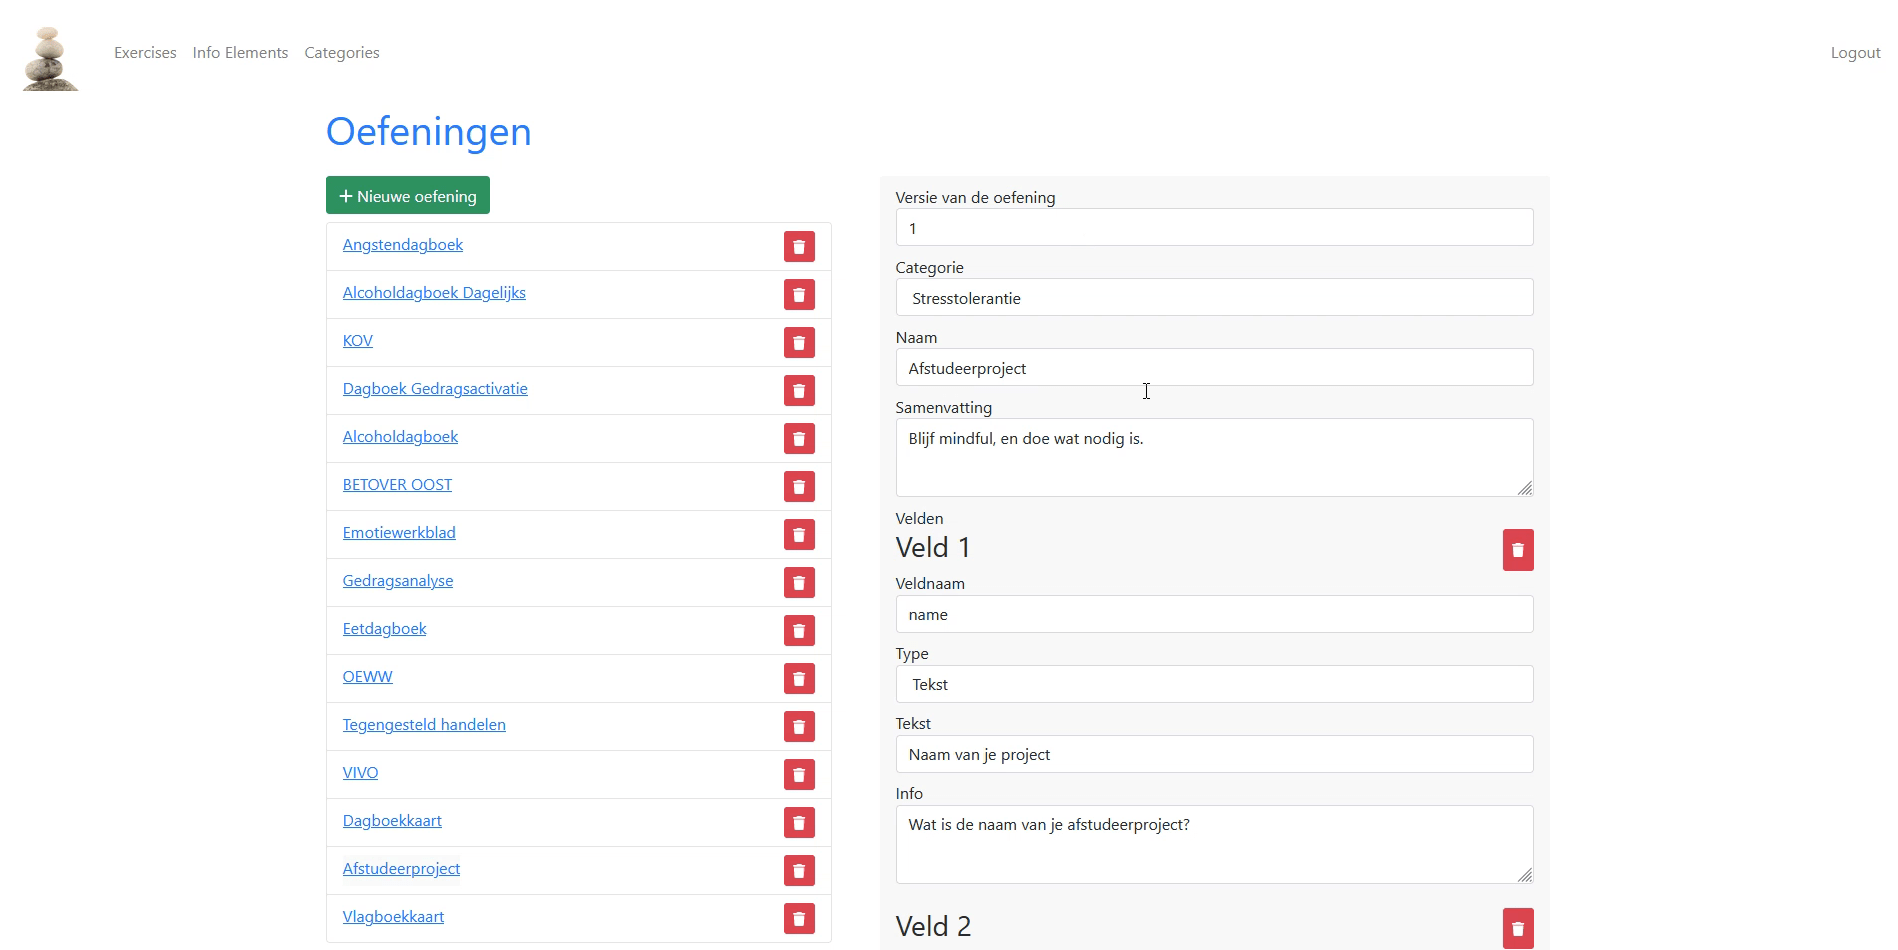 Exercises Info Elements Categories Logout
Oefeningen
Nieuwe oefening
Angstendagboek
Alcoholdagboek Dagelijks
KOV
Dagboek Gedragsactivatie
Alcoholdagboek
BETOVER OOST
Emotiewerkblad
Gedragsanalyse
Eetdagboek
OEWW
Tegengesteld handelen
VIVO
Dagboekkaart
Afstudeerproject
Vlagboekkaart
Versie van de oefening
1
Categorie
Stresstolerantie
Naam
Afstudeerproject
Samenvatting
Blijf mindful, en doe wat nodig is.
Velden
Veld 1
Veldnaam
name
Type
Tekst
Tekst
Naam van je project
Info
Wat is de naam van je afstudeerproject?
Veld 2